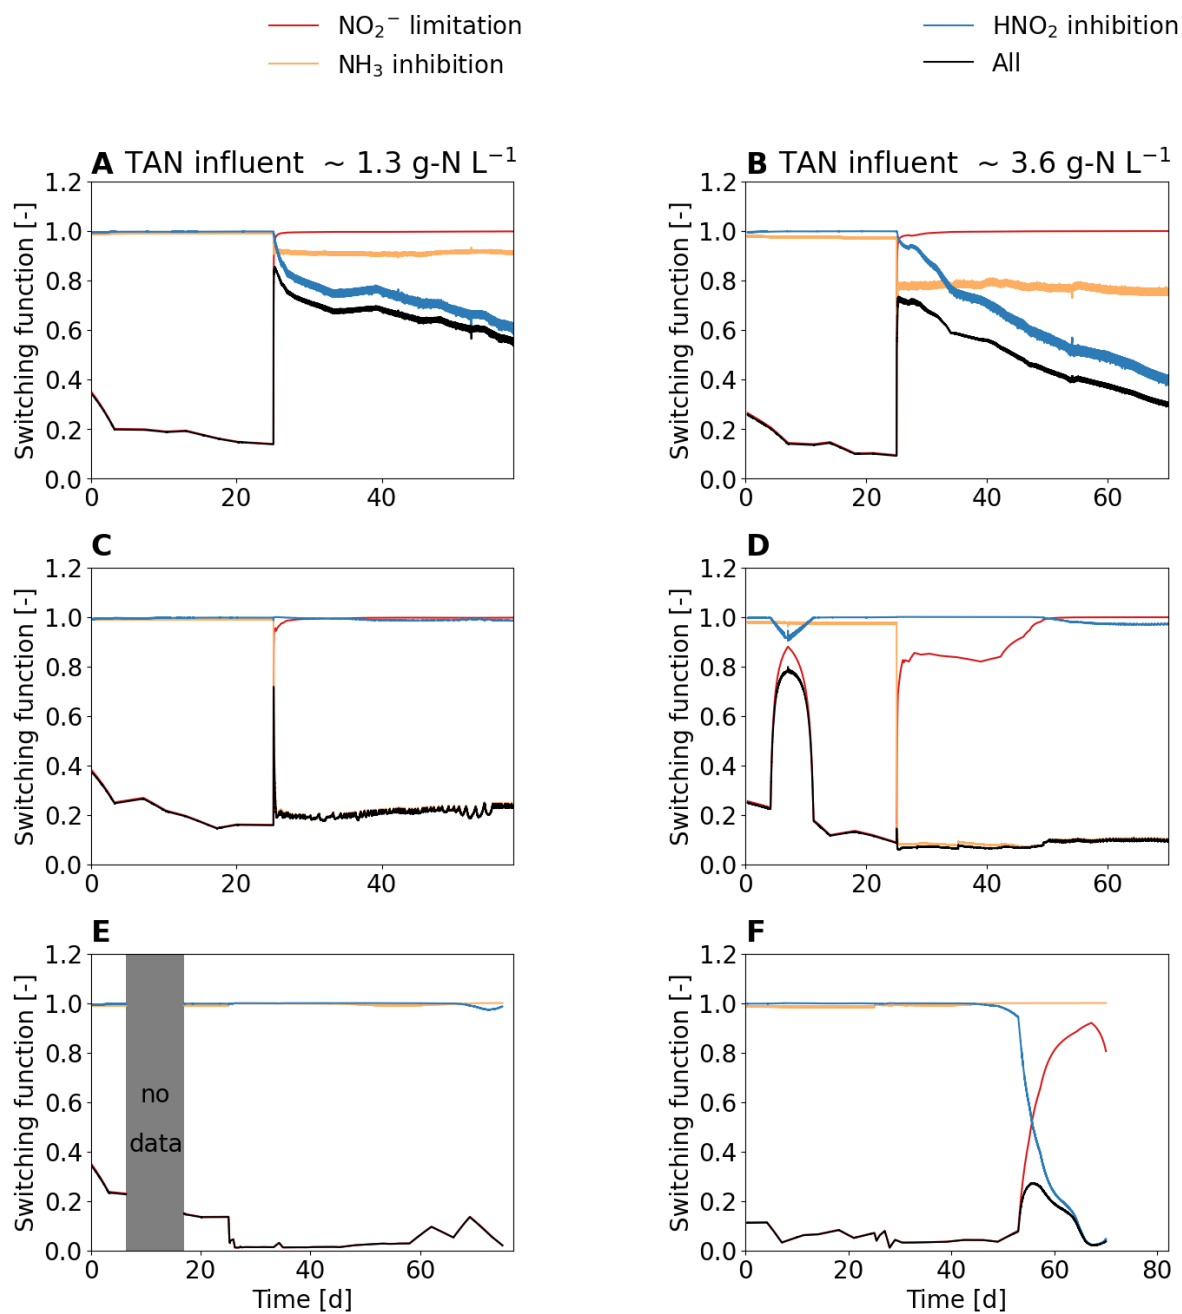 NO₂⁻ limitation
NH₃ inhibition
HNO₂ inhibition
All
A TAN influent ~ 1.3 g-N L⁻¹
Switching function [-]
1.2
1.0
0.8
0.6
0.4
0.2
0.0
0 20 40
B TAN influent ~ 3.6 g-N L⁻¹
Switching function [-]
1.2
1.0
0.8
0.6
0.4
0.2
0.0
0 20 40 60
C
Switching function [-]
1.2
1.0
0.8
0.6
0.4
0.2
0.0
0 20 40
D
Switching function [-]
1.2
1.0
0.8
0.6
0.4
0.2
0.0
0 20 40 60
E
Switching function [-]
1.2
1.0
0.8
0.6
0.4
0.2
0.0
no
data
0 20 40 60
Time [d]
F
Switching function [-]
1.2
1.0
0.8
0.6
0.4
0.2
0.0
0 20 40 60 80
Time [d]